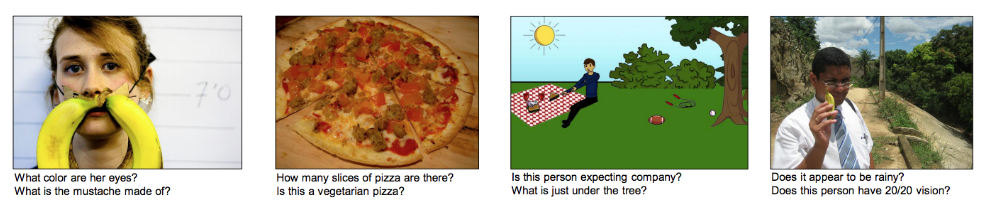 7'0
What color are her eyes?
What is the mustache made of?
How many slices of pizza are there?
Is this a vegetarian pizza?
Is this person expecting company?
What is just under the tree?
Does it appear to be rainy?
Does this person have 20/20 vision?